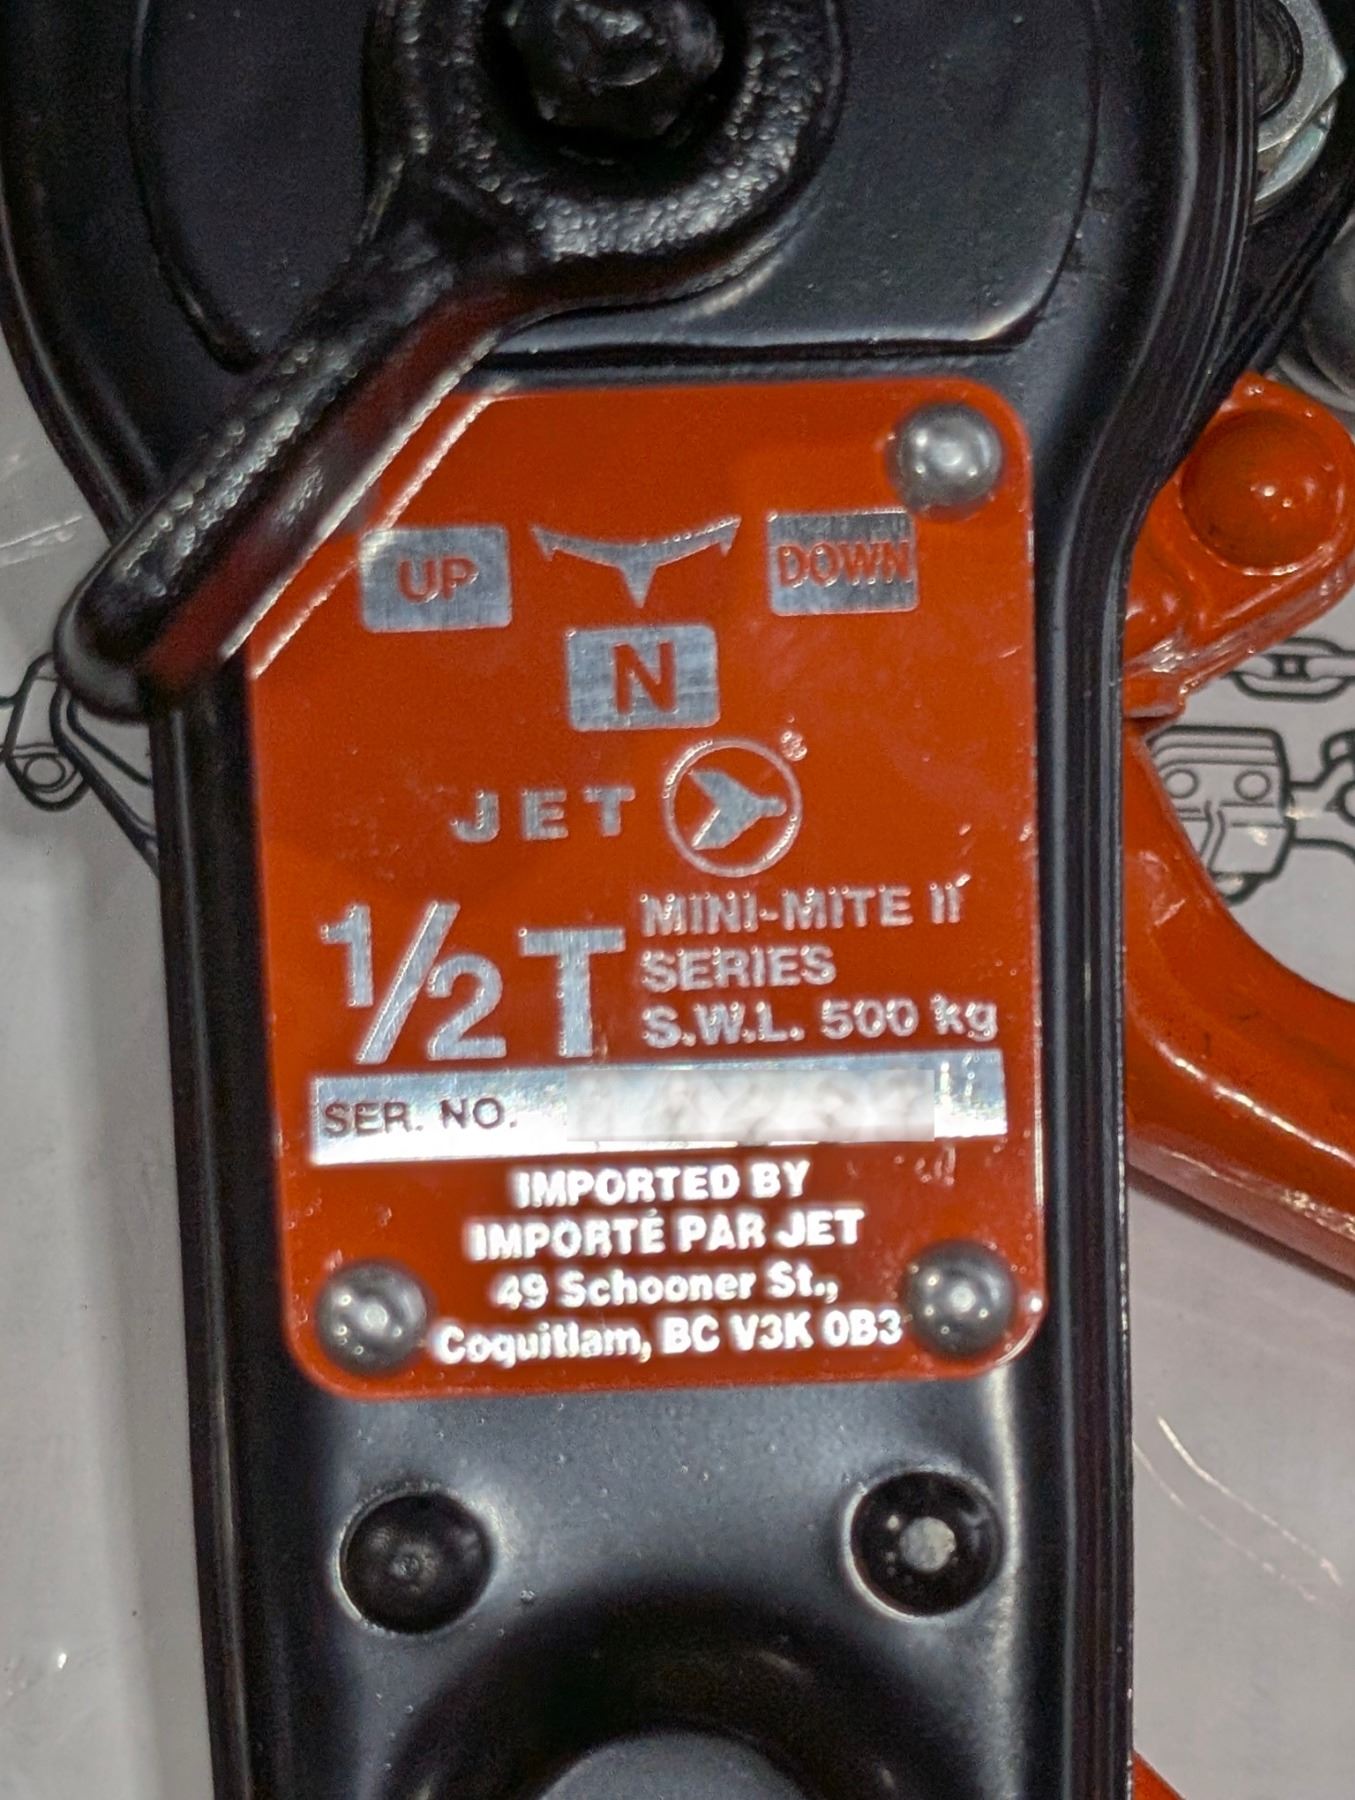 UP DOWN
N
JET ®
1/2 T MINI-MITE II
SERIES
S.W.L. 500 kg
SER. NO.
IMPORTED BY
IMPORTÉ PAR JET
49 Schooner St.,
Coquitlam, BC V3K 0B3